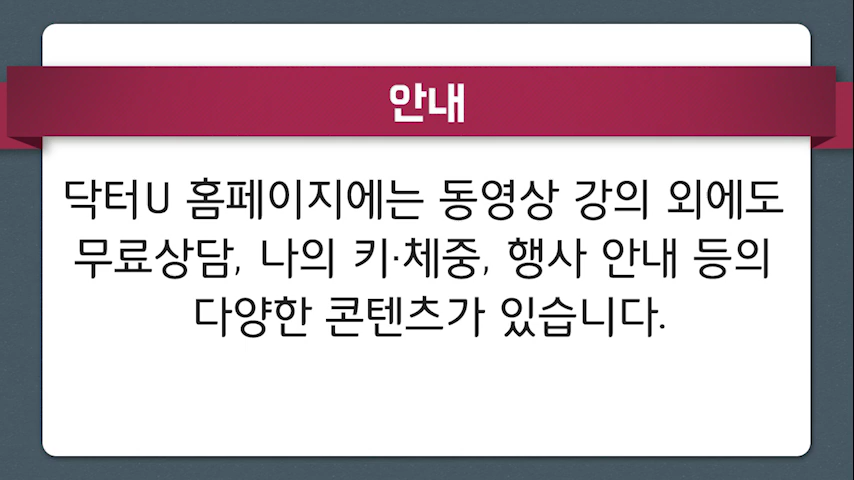 안내
닥터U 홈페이지에는 동영상 강의 외에도
무료상담, 나의 키·체중, 행사 안내 등의
다양한 콘텐츠가 있습니다.